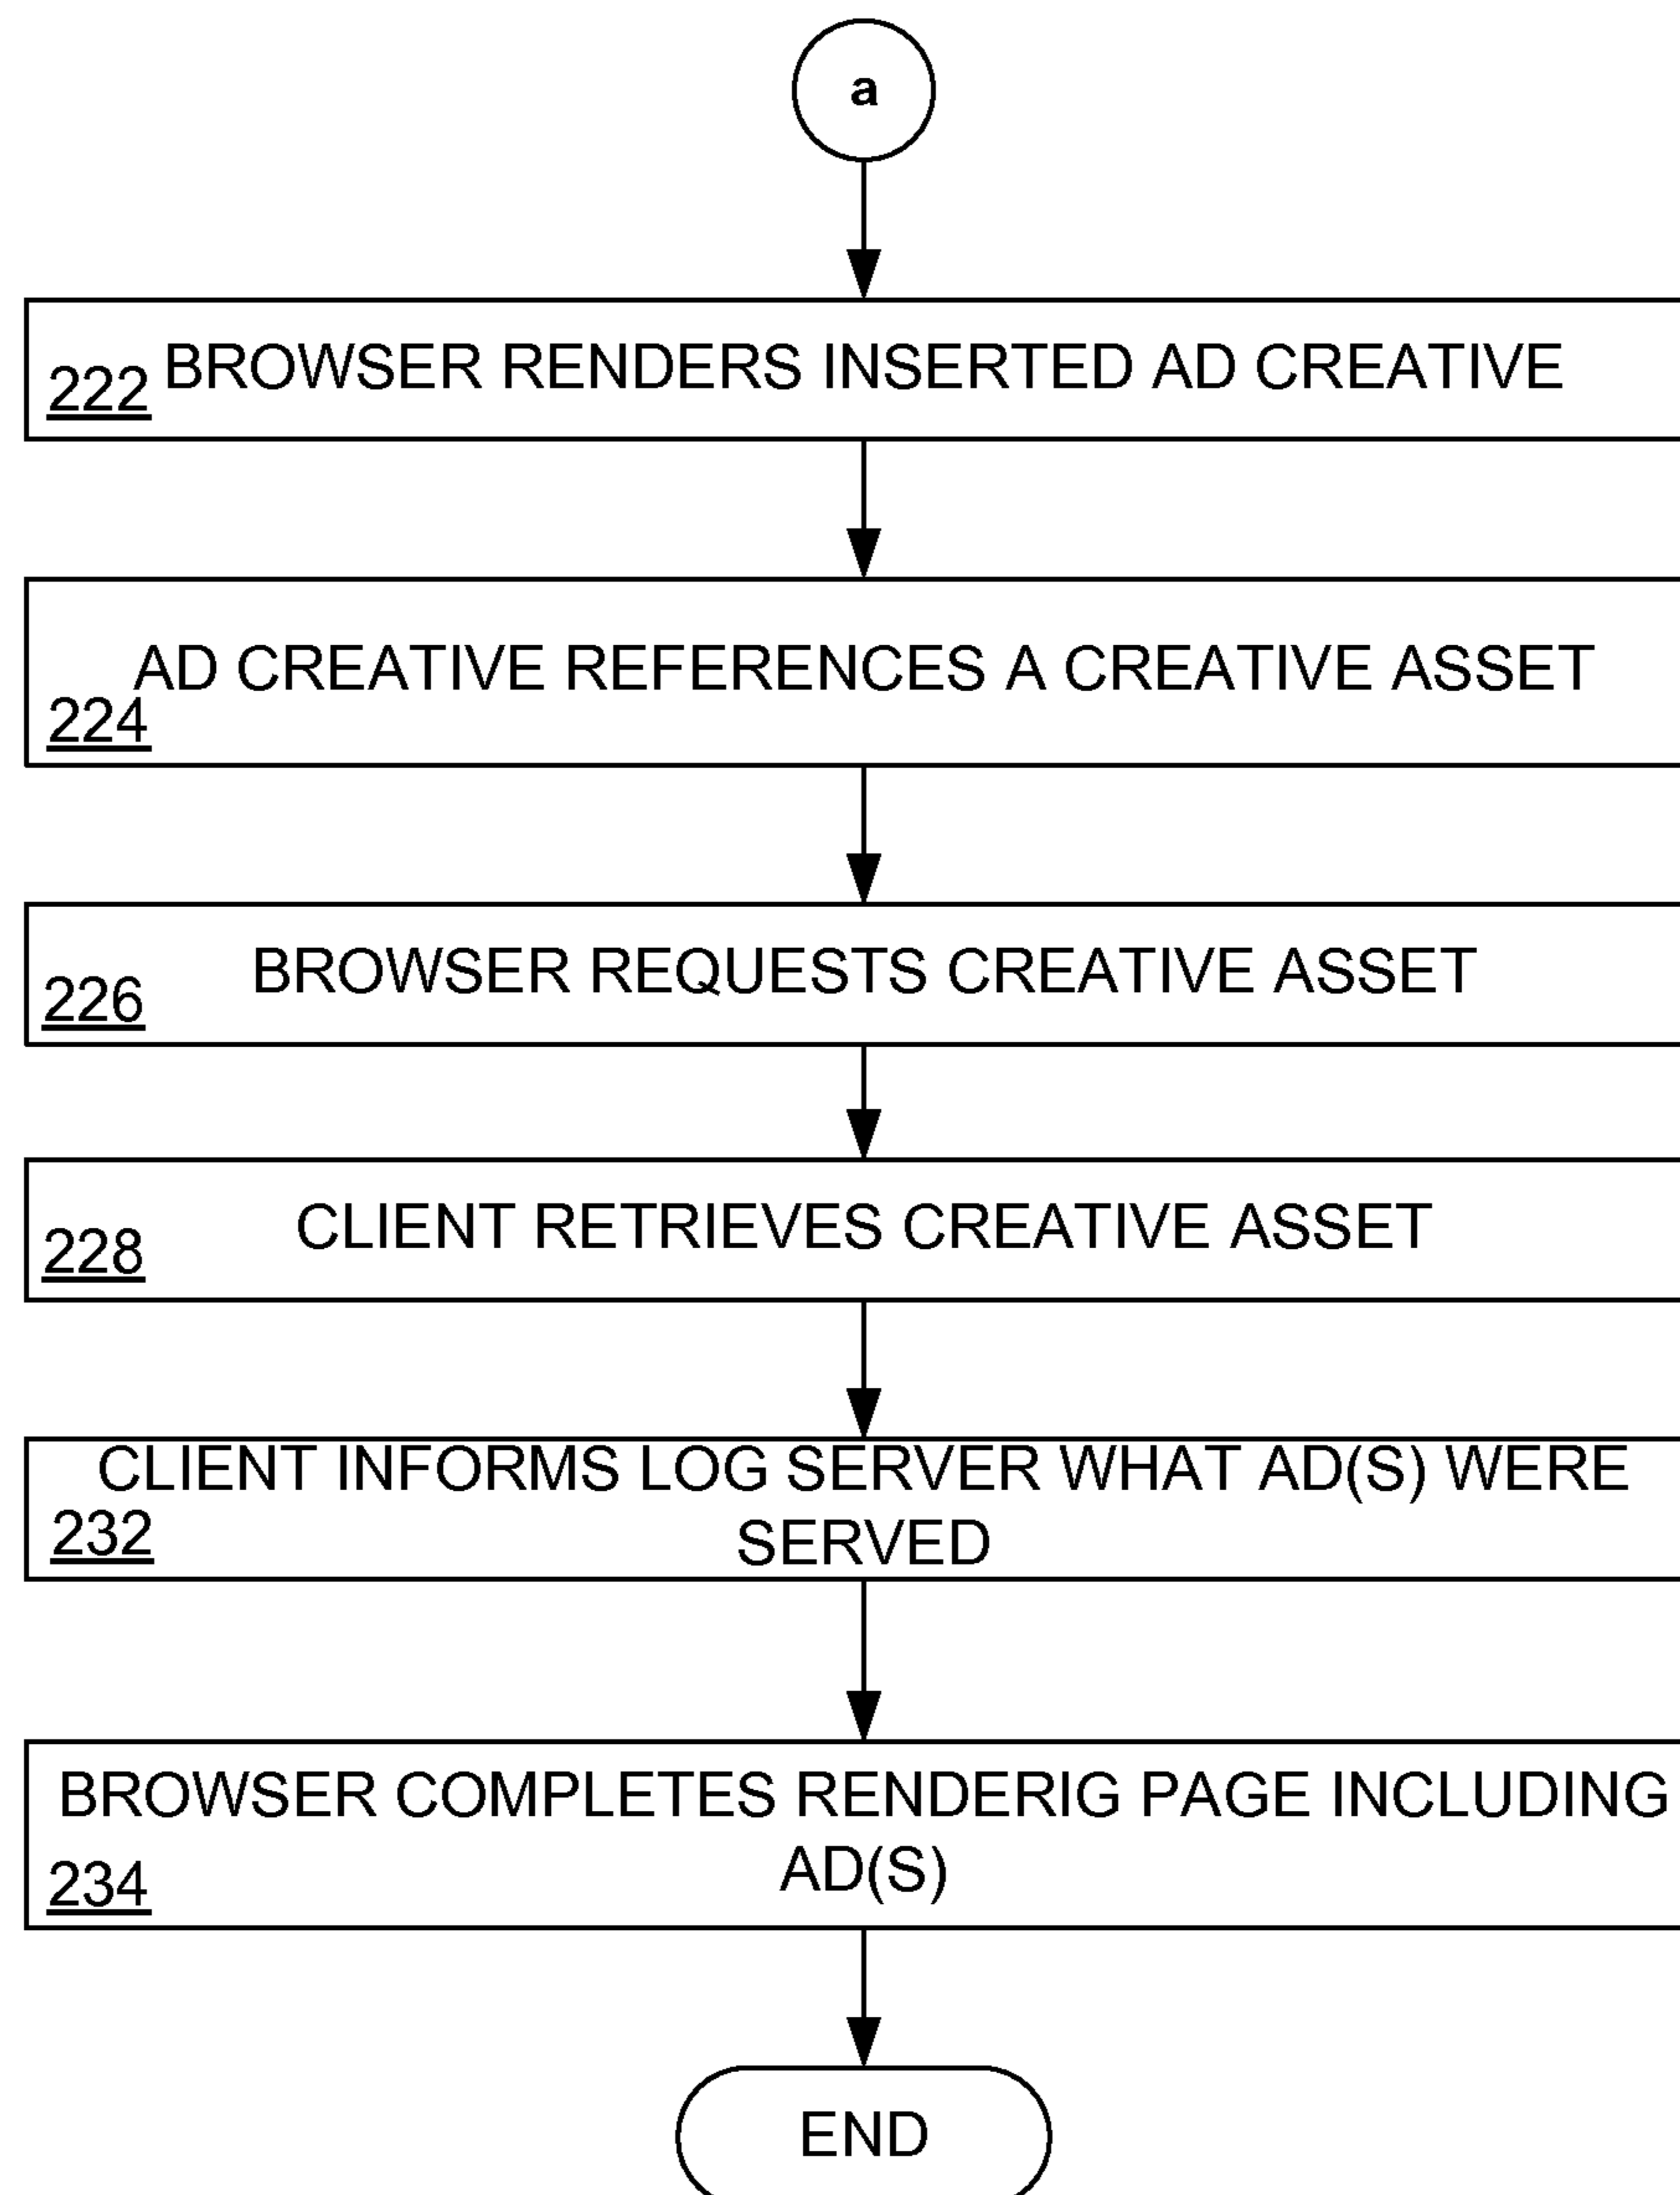 a
BROWSER RENDERS INSERTED AD CREATIVE
222
AD CREATIVE REFERENCES A CREATIVE ASSET
224
BROWSER REQUESTS CREATIVE ASSET
226
CLIENT RETRIEVES CREATIVE ASSET
228
CLIENT INFORMS LOG SERVER WHAT AD(S) WERE
SERVED
232
BROWSER COMPLETES RENDERIG PAGE INCLUDING
AD(S)
234
END